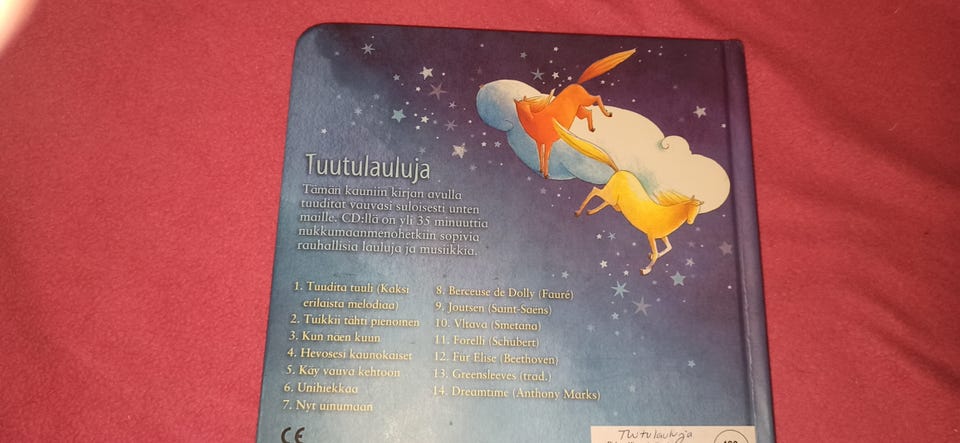 Tuutulauluja
Tämän kauniin kirjan avulla
tuuditat vauvasi suloisesti unten
maille. CD:llä on yli 35 minuuttia
nukkumaanmenohetkiin sopivia
rauhallisia lauluja ja musiikkia.
1. Tuudita tuuli (Kaksi
erilaista melodiaa)
2. Tuikkii tähti pienoinen
3. Kun näen kuun
4. Hevosesi kaunokaiset
5. Käy vauva kehtoon
6. Unihiekkaa
7. Nyt uinumaan
8. Berceuse de Dolly (Fauré)
9. Joutsen (Saint-Saens)
10. Vltava (Smetana)
11. Forelli (Schubert)
12. Für Elise (Beethoven)
13. Greensleeves (trad.)
14. Dreamtime (Anthony Marks)
CE
Tuutulauluja